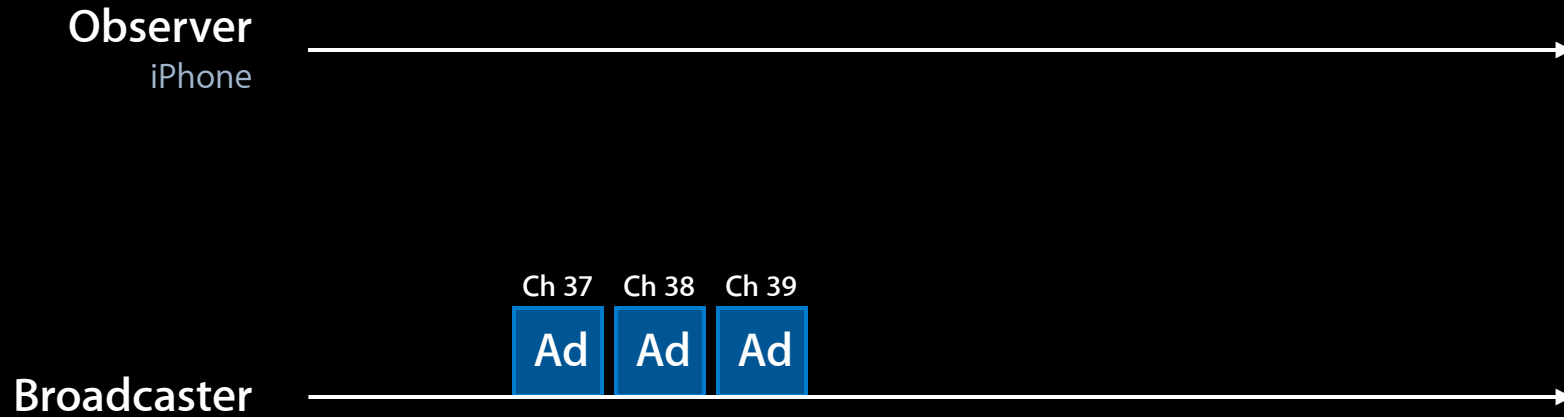 Observer
iPhone
Ch 37 Ch 38 Ch 39
Ad Ad Ad
Broadcaster